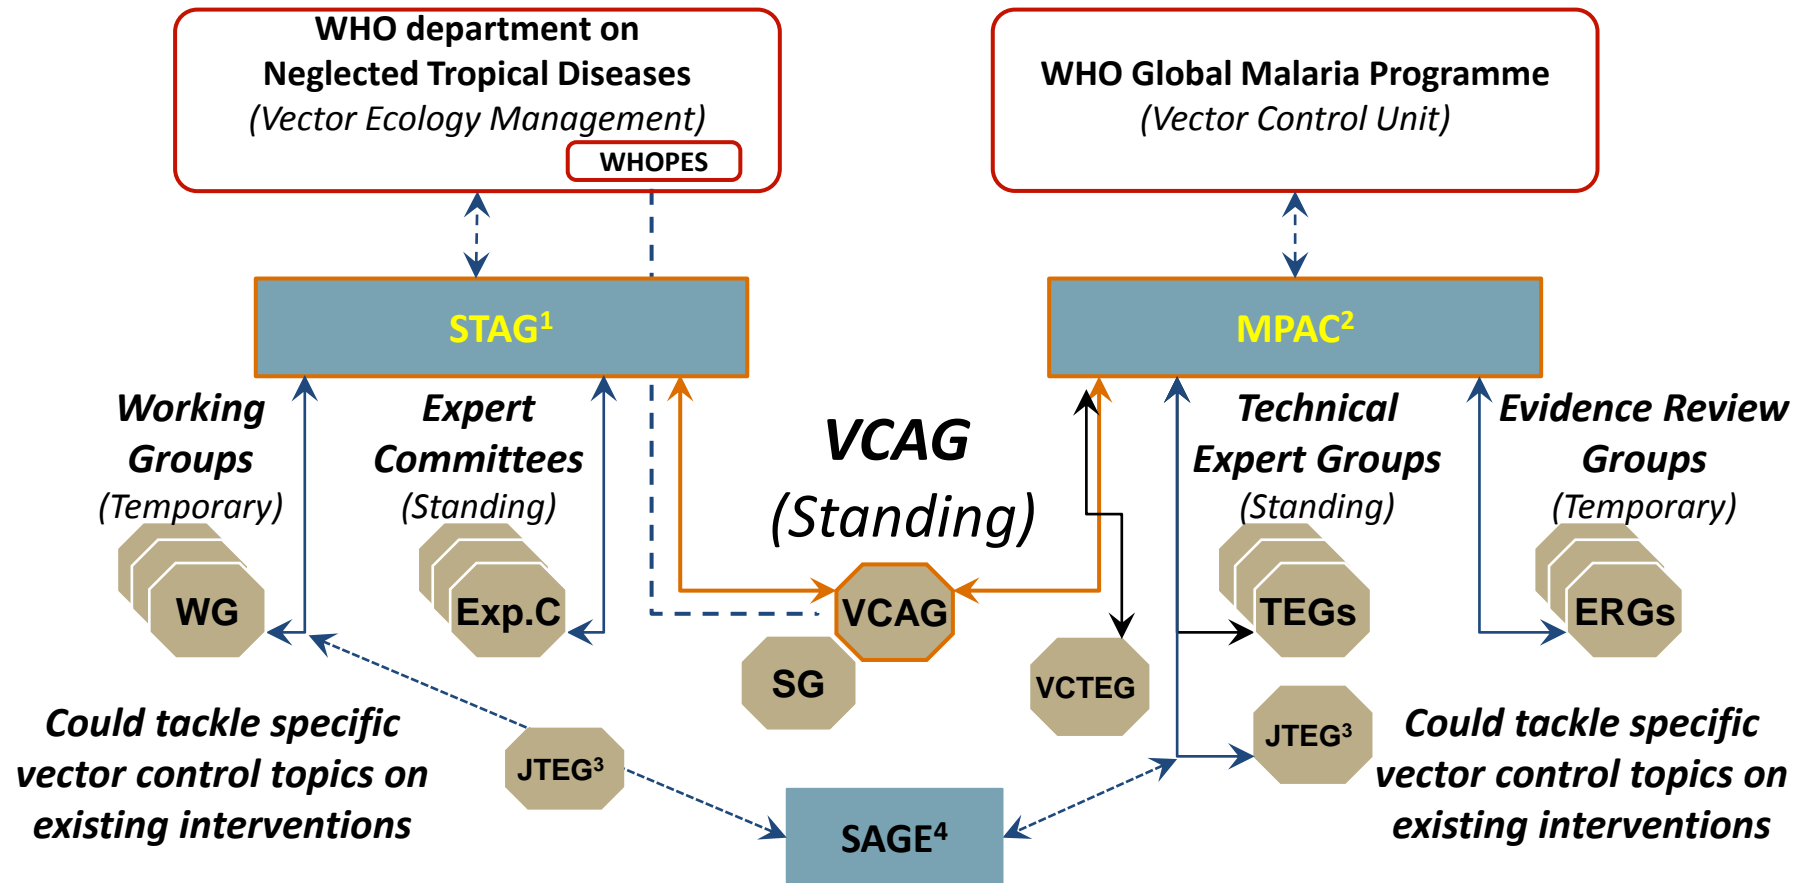 WHO department on
Neglected Tropical Diseases
(Vector Ecology Management)
WHOPES
WHO Global Malaria Programme
(Vector Control Unit)
STAG¹
MPAC²
Working
Groups
(Temporary)
Expert
Committees
(Standing)
VCAG
(Standing)
Technical
Expert Groups
(Standing)
Evidence Review
Groups
(Temporary)
WG
Exp.C
VCAG
SG
VCTEG
TEGs
ERGs
JTEG³
JTEG³
Could tackle specific
vector control topics on
existing interventions
SAGE⁴
Could tackle specific
vector control topics on
existing interventions